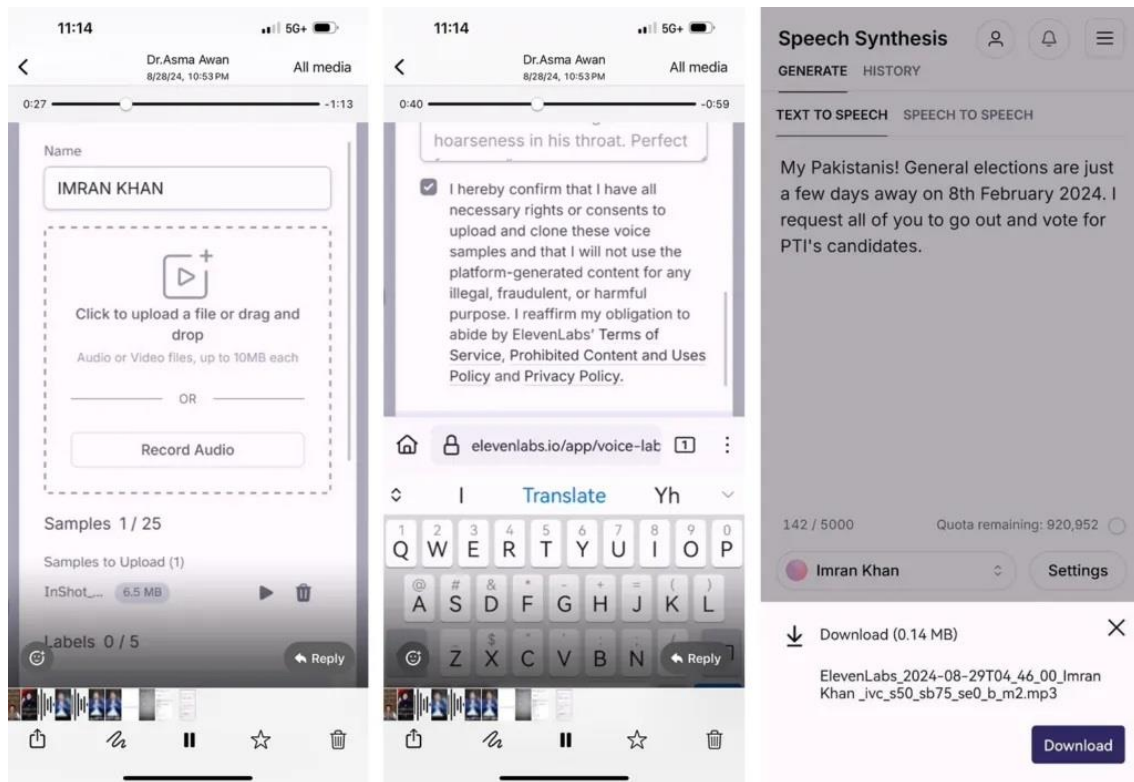 11:14
5G+
Dr.Asma Awan
8/28/24, 10:53 PM
All media
0:27
-1:13
Name
IMRAN KHAN
Click to upload a file or drag and
drop
Audio or Video files, up to 10MB each
OR
Record Audio
Samples 1 / 25
Samples to Upload (1)
InShot_... 6.5 MB
Labels 0 / 5
Reply
11:14
5G+
Dr.Asma Awan
8/28/24, 10:53 PM
All media
0:40
-0:59
hoarseness in his throat. Perfect
I hereby confirm that I have all
necessary rights or consents to
upload and clone these voice
samples and that I will not use the
platform-generated content for any
illegal, fraudulent, or harmful
purpose. I reaffirm my obligation to
abide by ElevenLabs' Terms of
Service, Prohibited Content and Uses
Policy and Privacy Policy.
elevenlabs.io/app/voice-lab 1
I Translate Yh
1 2 3 4 5 6 7 8 9 0
Q W E R T Y U I O P
@ # & * - + = ( )
A S D F G H J K L
Z X C V B N
Reply
Speech Synthesis
GENERATE HISTORY
TEXT TO SPEECH SPEECH TO SPEECH
My Pakistanis! General elections are just
a few days away on 8th February 2024. I
request all of you to go out and vote for
PTI's candidates.
142 / 5000 Quota remaining: 920,952
Imran Khan Settings
Download (0.14 MB)
ElevenLabs_2024-08-29T04_46_00_Imran
Khan _ivc_s50_sb75_se0_b_m2.mp3
Download